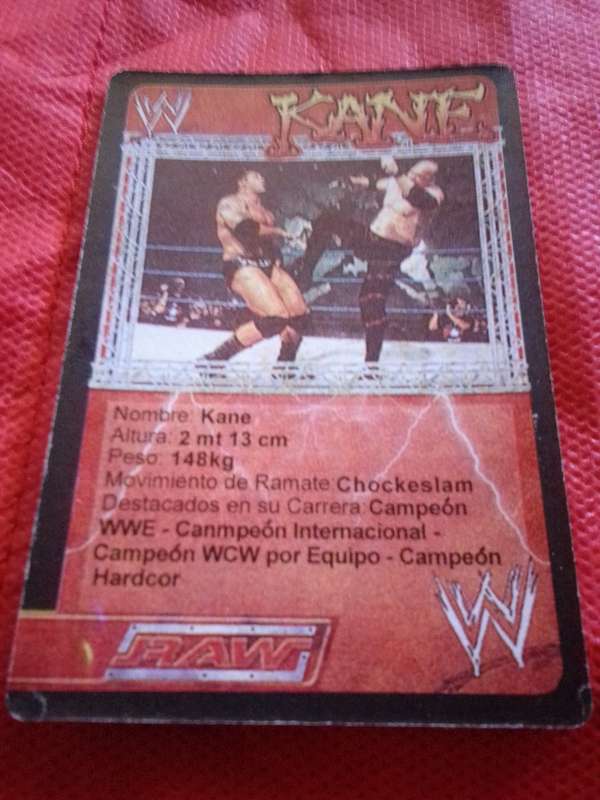 W
KANE
Nombre: Kane
Altura: 2 mt 13 cm
Peso: 148kg
Movimiento de Ramate:Chockeslam
Destacados en su Carrera: Campeón
WWE - Canmpeón Internacional -
Campeón WCW por Equipo - Campeón
Hardcor
W
RAW